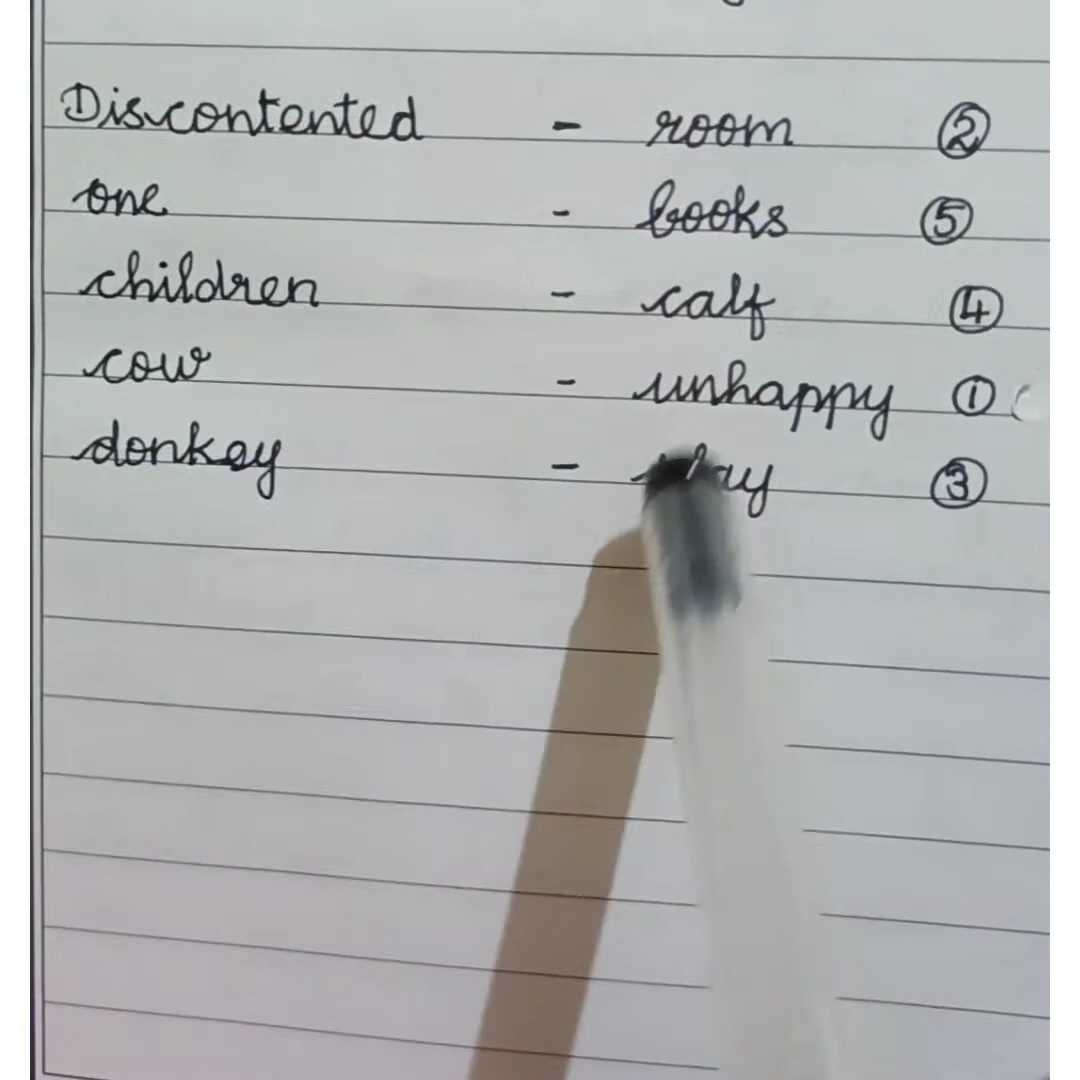 Discontented - room ②
one - books ⑤
children - calf ④
cow - unhappy ①
donkey - ③